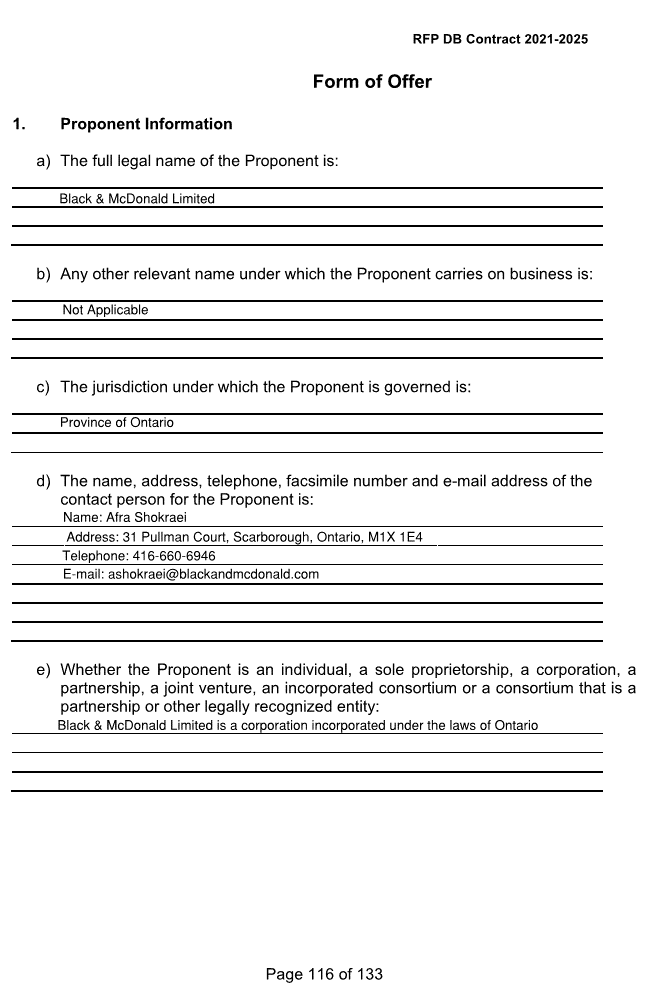 RFP DB Contract 2021-2025
Form of Offer
1. Proponent Information
a) The full legal name of the Proponent is:
Black & McDonald Limited
b) Any other relevant name under which the Proponent carries on business is:
Not Applicable
c) The jurisdiction under which the Proponent is governed is:
Province of Ontario
d) The name, address, telephone, facsimile number and e-mail address of the
contact person for the Proponent is:
Name: Afra Shokraei
Address: 31 Pullman Court, Scarborough, Ontario, M1X 1E4
Telephone: 416-660-6946
E-mail: ashokraei@blackandmcdonald.com
e) Whether the Proponent is an individual, a sole proprietorship, a corporation, a
partnership, a joint venture, an incorporated consortium or a consortium that is a
partnership or other legally recognized entity:
Black & McDonald Limited is a corporation incorporated under the laws of Ontario
Page 116 of 133